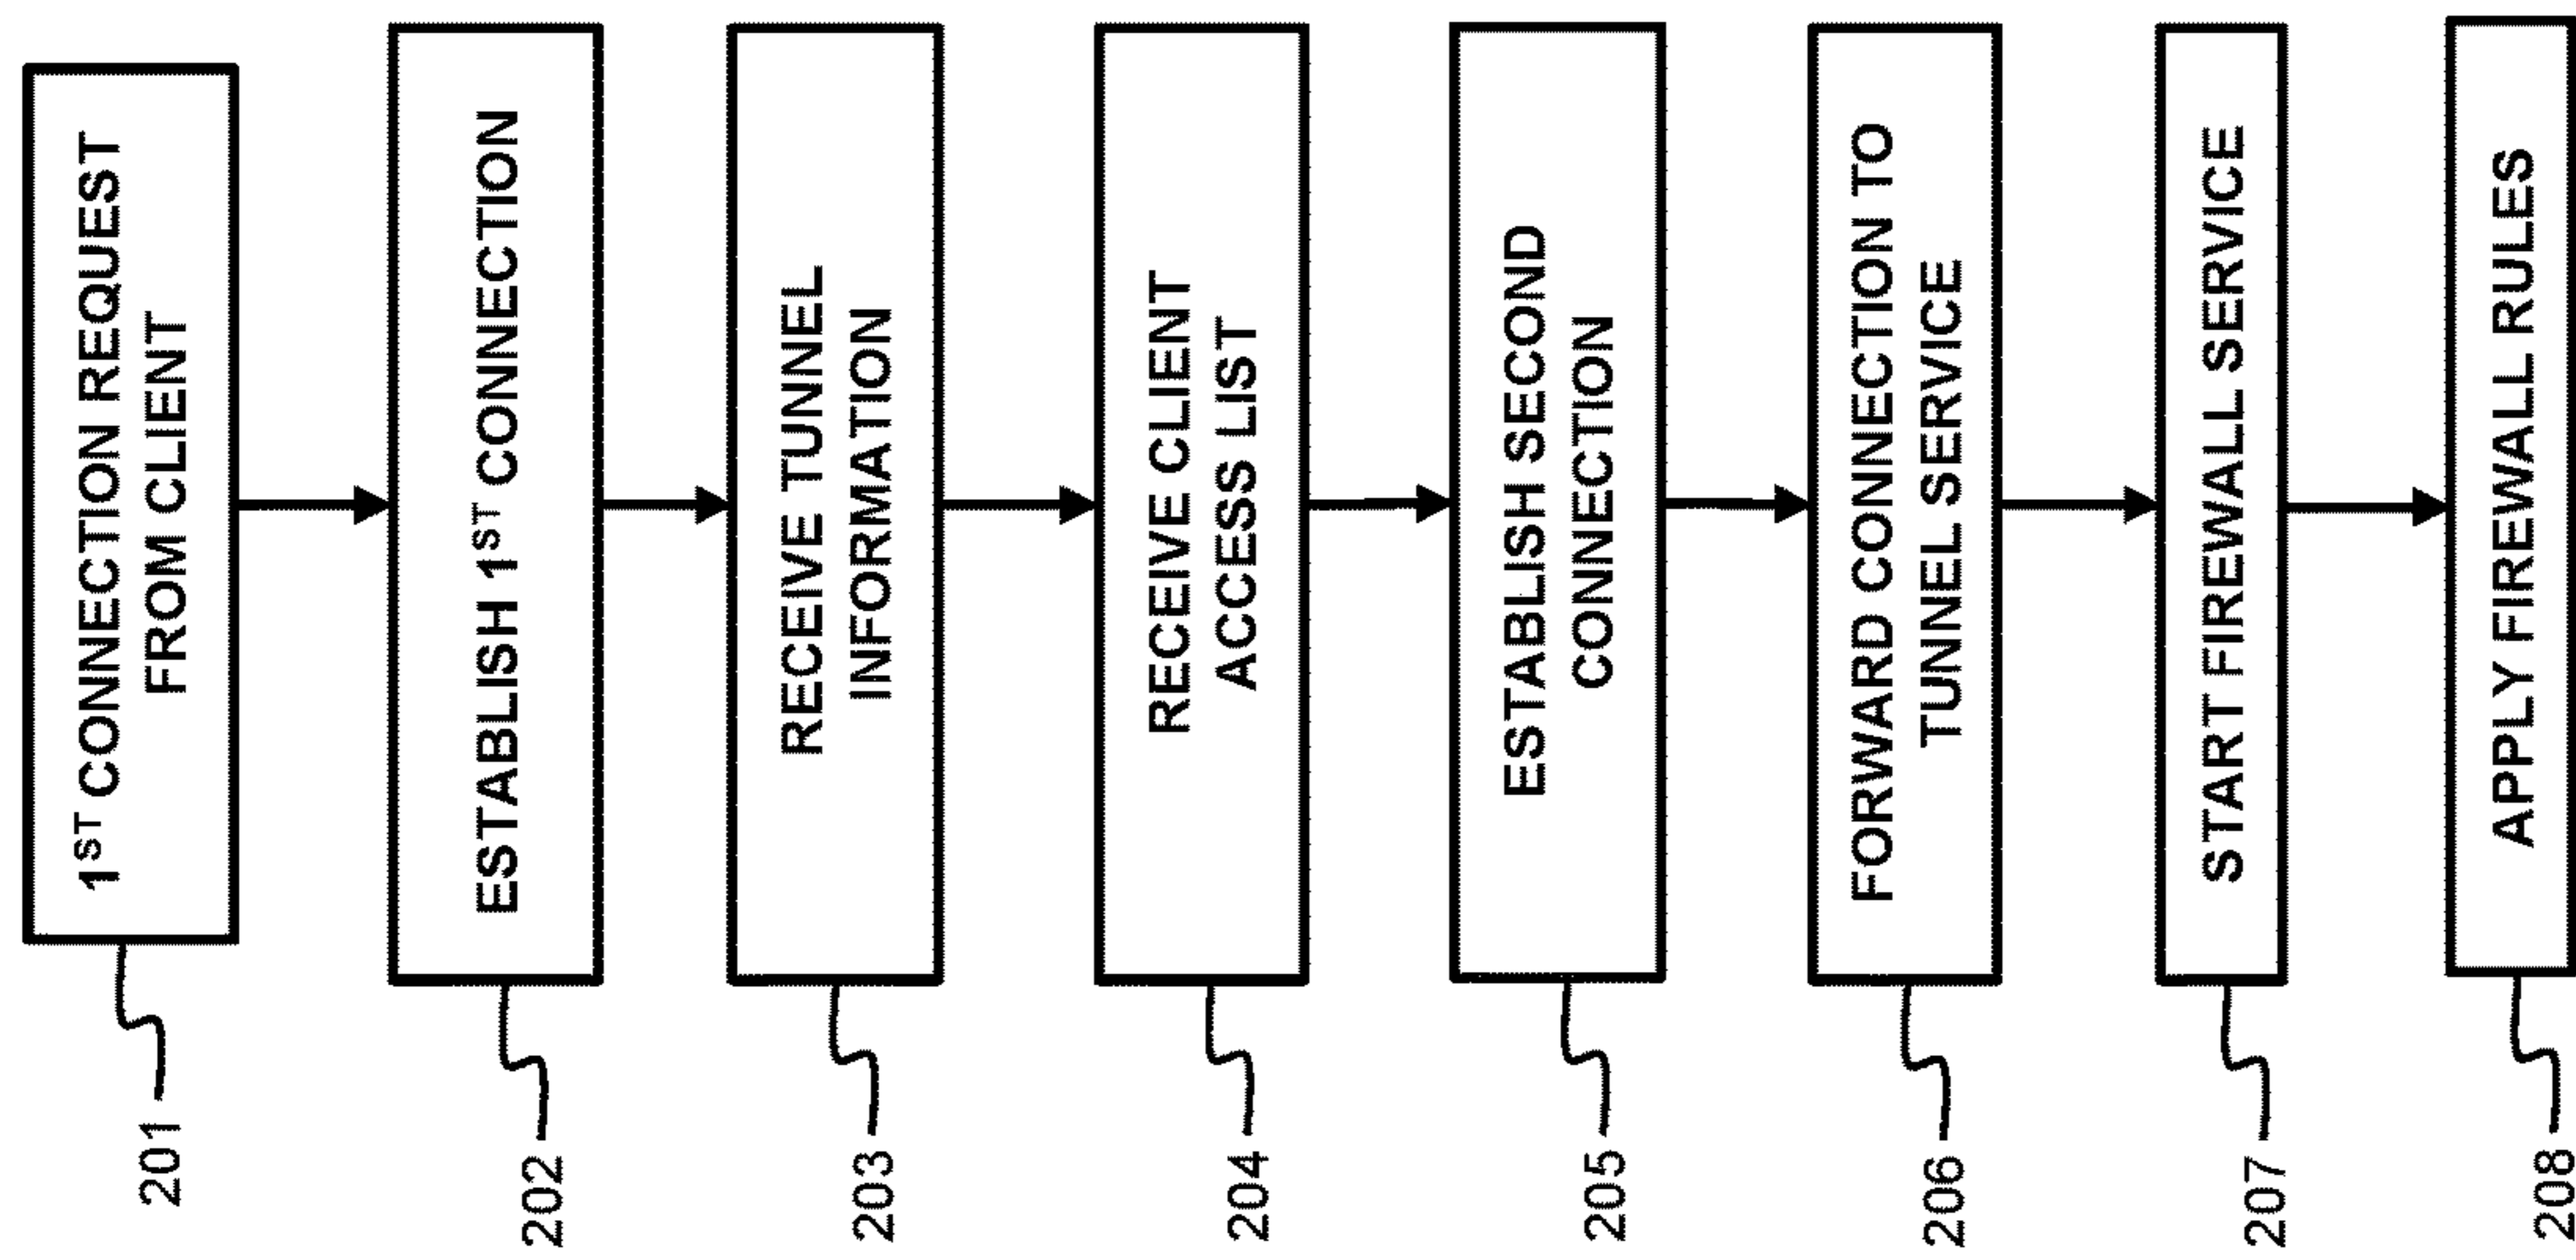 201
1ST CONNECTION REQUEST
FROM CLIENT
202
ESTABLISH 1ST CONNECTION
203
RECEIVE TUNNEL
INFORMATION
204
RECEIVE CLIENT
ACCESS LIST
205
ESTABLISH SECOND
CONNECTION
206
FORWARD CONNECTION TO
TUNNEL SERVICE
207
START FIREWALL SERVICE
208
APPLY FIREWALL RULES